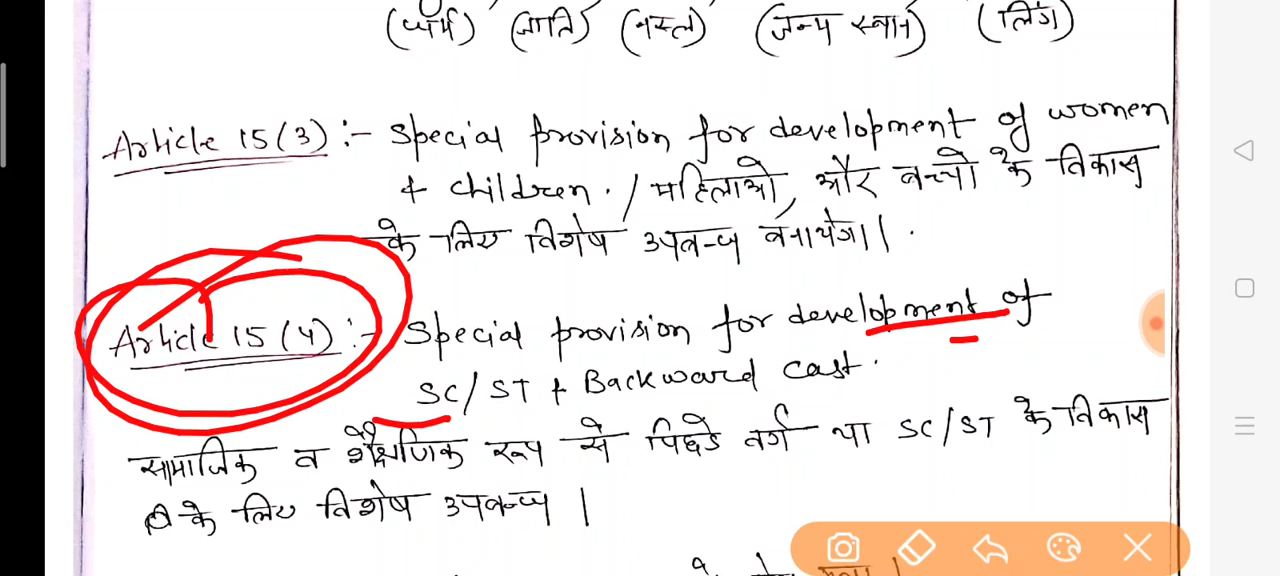 (धर्म) (जाति) (नस्ल) (जन्म स्थान) (लिंग)
Article 15(3) :- Special provision for development of women
+ children. / महिलाओ, और बच्चो के विकास
के लिए विशेष उपबन्ध बनायेगा।
Article 15(4) :- Special provision for development of
SC/ST + Backward cast.
सामाजिक व शैक्षणिक रूप से पिछडे वर्ग या SC/ST के विकास
के लिए विशेष उपबन्ध |